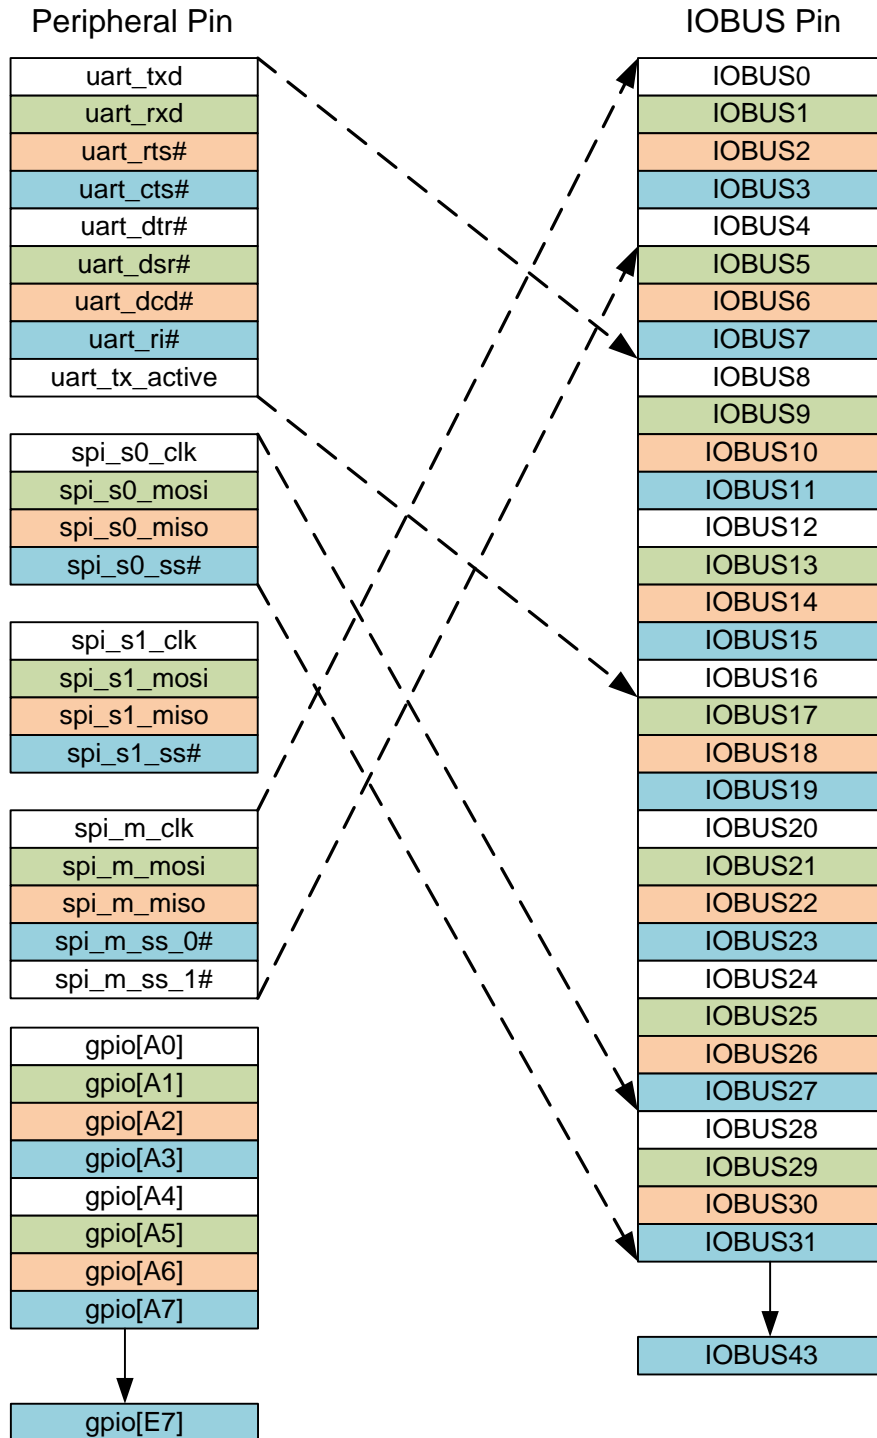 Peripheral Pin
uart_txd
uart_rxd
uart_rts#
uart_cts#
uart_dtr#
uart_dsr#
uart_dcd#
uart_ri#
uart_tx_active
spi_s0_clk
spi_s0_mosi
spi_s0_miso
spi_s0_ss#
spi_s1_clk
spi_s1_mosi
spi_s1_miso
spi_s1_ss#
spi_m_clk
spi_m_mosi
spi_m_miso
spi_m_ss_0#
spi_m_ss_1#
gpio[A0]
gpio[A1]
gpio[A2]
gpio[A3]
gpio[A4]
gpio[A5]
gpio[A6]
gpio[A7]
gpio[E7]
IOBUS Pin
IOBUS0
IOBUS1
IOBUS2
IOBUS3
IOBUS4
IOBUS5
IOBUS6
IOBUS7
IOBUS8
IOBUS9
IOBUS10
IOBUS11
IOBUS12
IOBUS13
IOBUS14
IOBUS15
IOBUS16
IOBUS17
IOBUS18
IOBUS19
IOBUS20
IOBUS21
IOBUS22
IOBUS23
IOBUS24
IOBUS25
IOBUS26
IOBUS27
IOBUS28
IOBUS29
IOBUS30
IOBUS31
IOBUS43